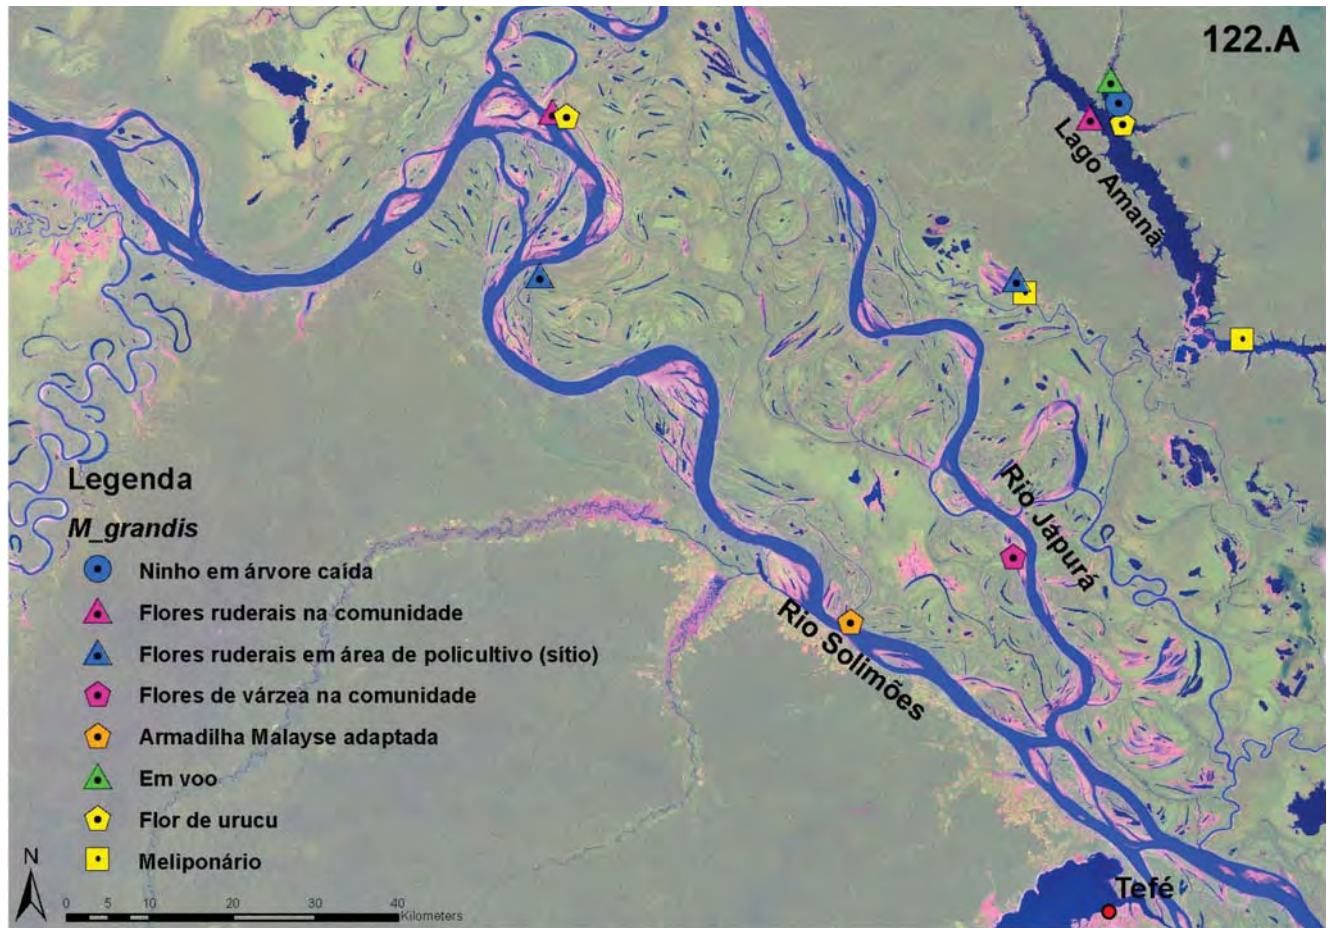 122.A
Lago Amanã
Rio Japurá
Rio Solimões
Legenda
M_grandis
Ninho em árvore caída
Flores ruderais na comunidade
Flores ruderais em área de policultivo (sítio)
Flores de várzea na comunidade
Armadilha Malayse adaptada
Em voo
Flor de urucu
Meliponário
N
0 5 10 20 30 40
Kilometers
Tefé